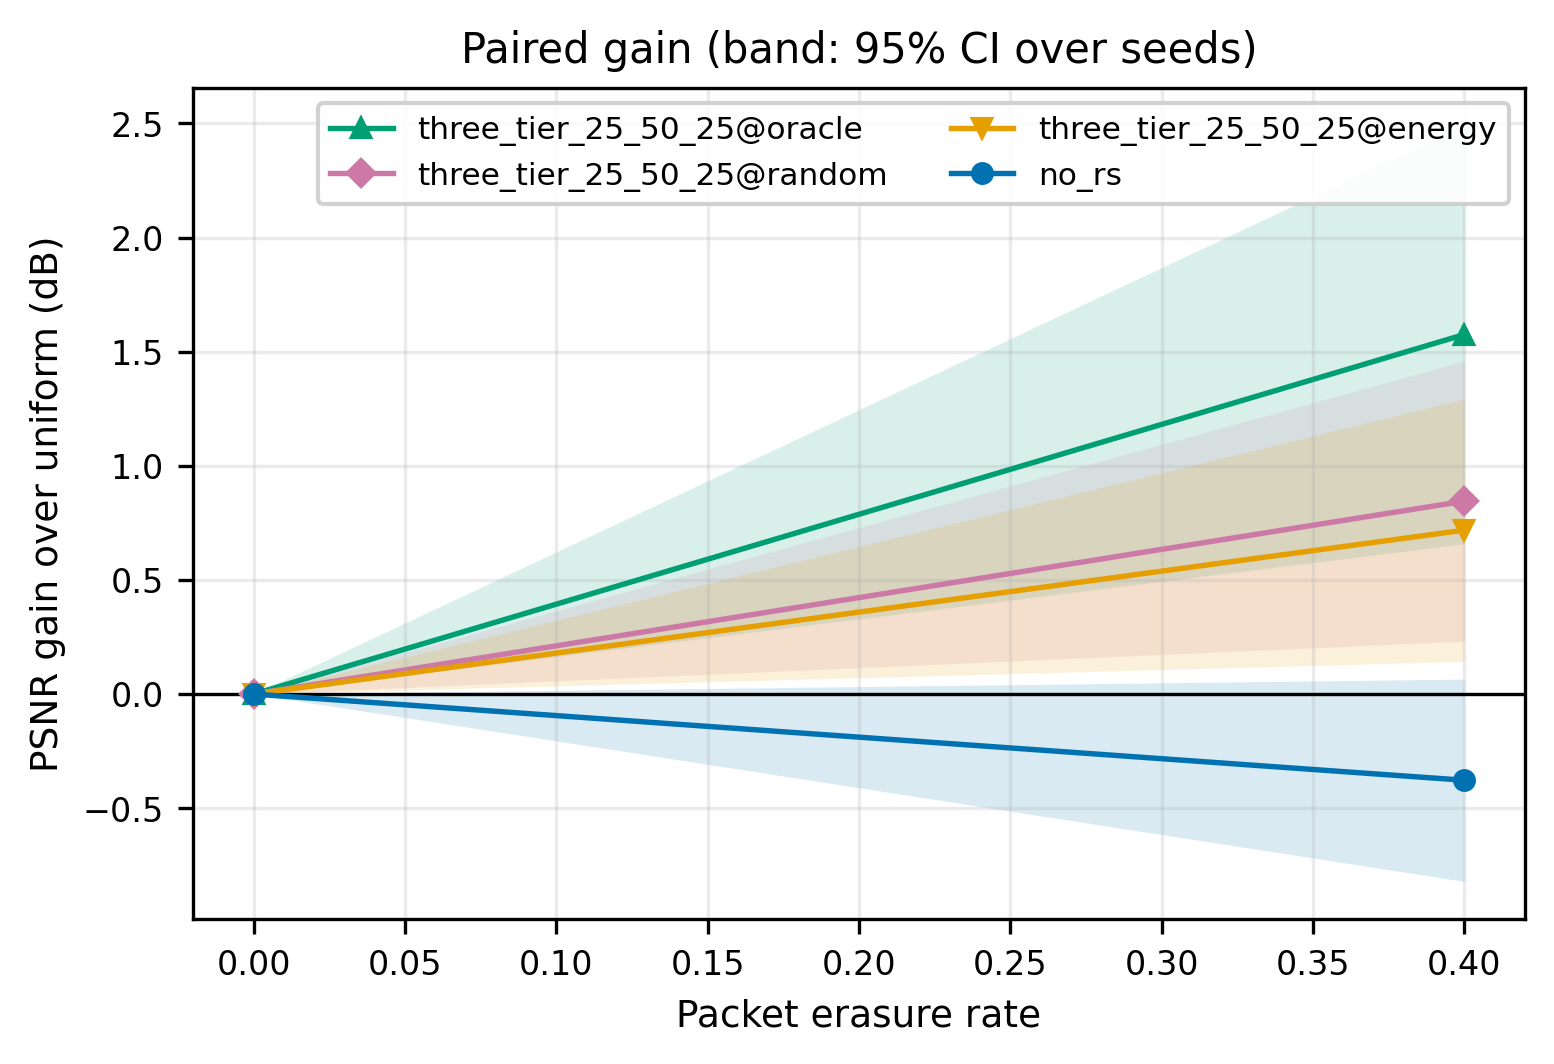 Paired gain (band: 95% CI over seeds)
three_tier_25_50_25@oracle
three_tier_25_50_25@random
three_tier_25_50_25@energy
no_rs
PSNR gain over uniform (dB)
2.5
2.0
1.5
1.0
0.5
0.0
−0.5
0.00 0.05 0.10 0.15 0.20 0.25 0.30 0.35 0.40
Packet erasure rate